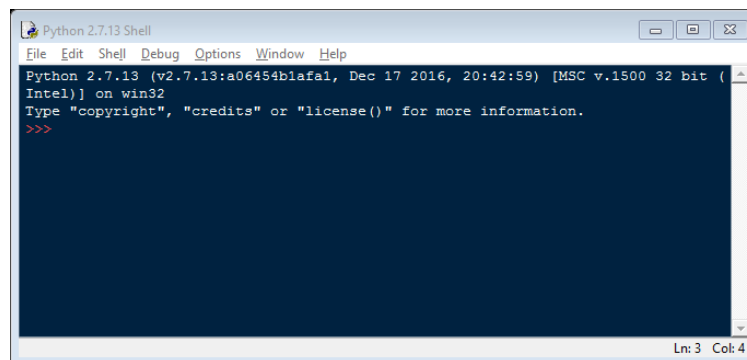 Python 2.7.13 Shell
File Edit Shell Debug Options Window Help
Python 2.7.13 (v2.7.13:a06454b1afa1, Dec 17 2016, 20:42:59) [MSC v.1500 32 bit (
Intel)] on win32
Type "copyright", "credits" or "license()" for more information.
>>>
Ln: 3 Col: 4